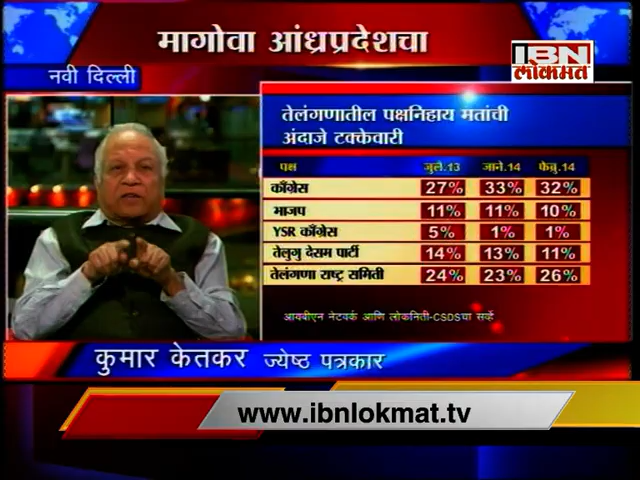 मागोवा आंध्रप्रदेशचा
IBN
लोकमत
नवी दिल्ली
तेलंगणातील पक्षनिहाय मतांची
अंदाजे टक्केवारी
पक्ष जुलै.13 जाने.14 फेब्रु.14
काँग्रेस 27% 33% 32%
भाजप 11% 11% 10%
YSR काँग्रेस 5% 1% 1%
तेलुगु देसम पार्टी 14% 13% 11%
तेलंगणा राष्ट्र समिती 24% 23% 26%
आयबीएन नेटवर्क आणि लोकनिती-CSDSचा सर्व्हे
कुमार केतकर ज्येष्ठ पत्रकार
www.ibnlokmat.tv